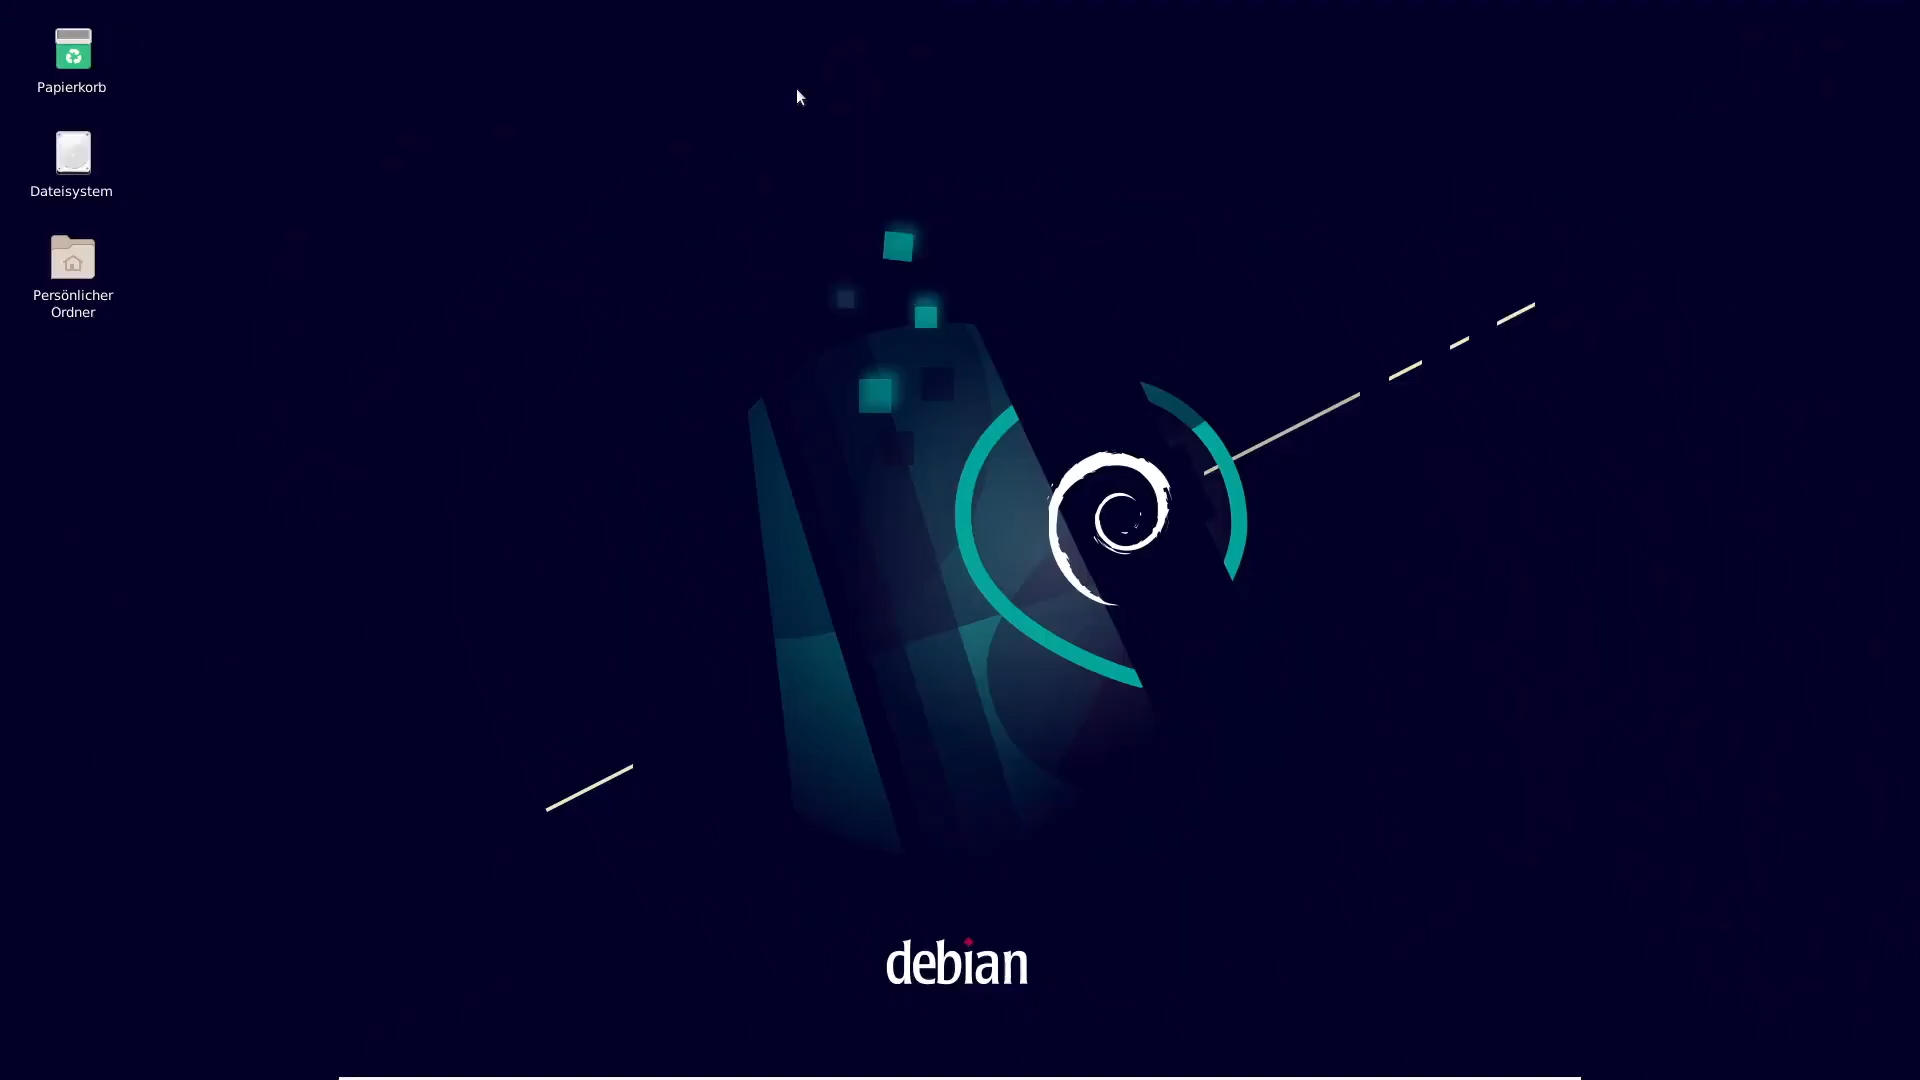 Papierkorb
Dateisystem
Persönlicher
Ordner
debian